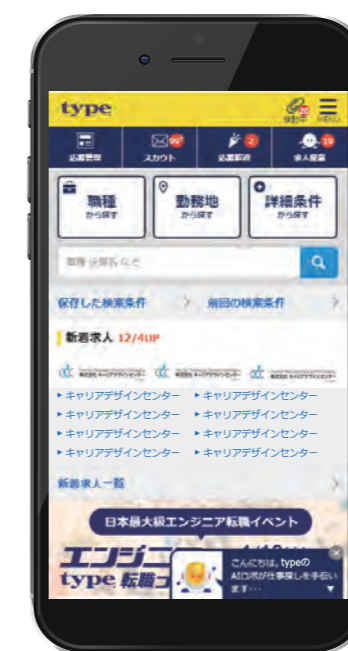 type
MENU
応募管理
スカウト
99+
応募歓迎
2
求人提案
19
職種
から探す
勤務地
から探す
詳細条件
から探す
職種 企業名 など
保存した検索条件
前回の検索条件
新着求人 12/4UP
▶キャリアデザインセンター ▶キャリアデザインセンター
▶キャリアデザインセンター ▶キャリアデザインセンター
▶キャリアデザインセンター ▶キャリアデザインセンター
▶キャリアデザインセンター ▶キャリアデザインセンター
新着求人一覧
日本最大級エンジニア転職イベント
エンジニ
type 転職フ
こんにちは、typeの
AIロボが仕事探しを手伝い
ます・・・